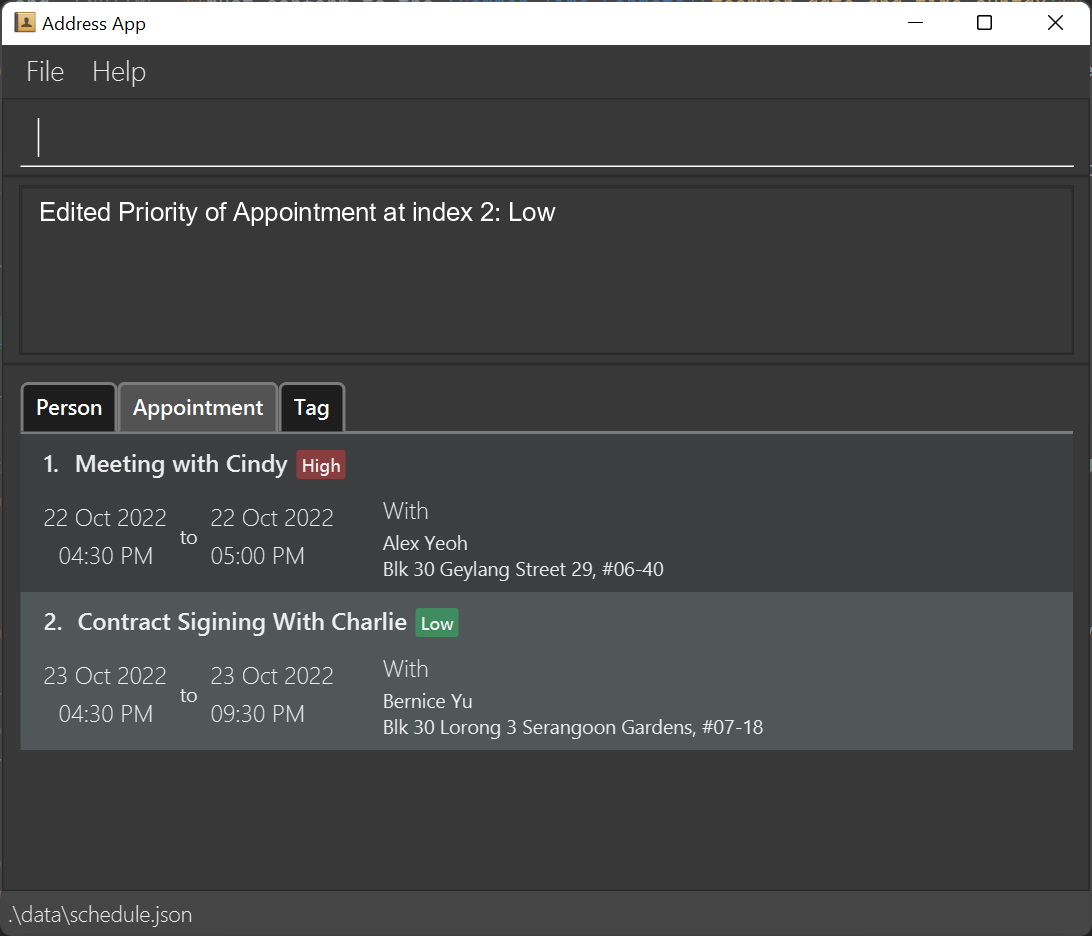 Address App
File Help
Edited Priority of Appointment at index 2: Low
Person Appointment Tag
1. Meeting with Cindy High
22 Oct 2022 04:30 PM to 22 Oct 2022 05:00 PM
With
Alex Yeoh
Blk 30 Geylang Street 29, #06-40
2. Contract Sigining With Charlie Low
23 Oct 2022 04:30 PM to 23 Oct 2022 09:30 PM
With
Bernice Yu
Blk 30 Lorong 3 Serangoon Gardens, #07-18
.\data\schedule.json